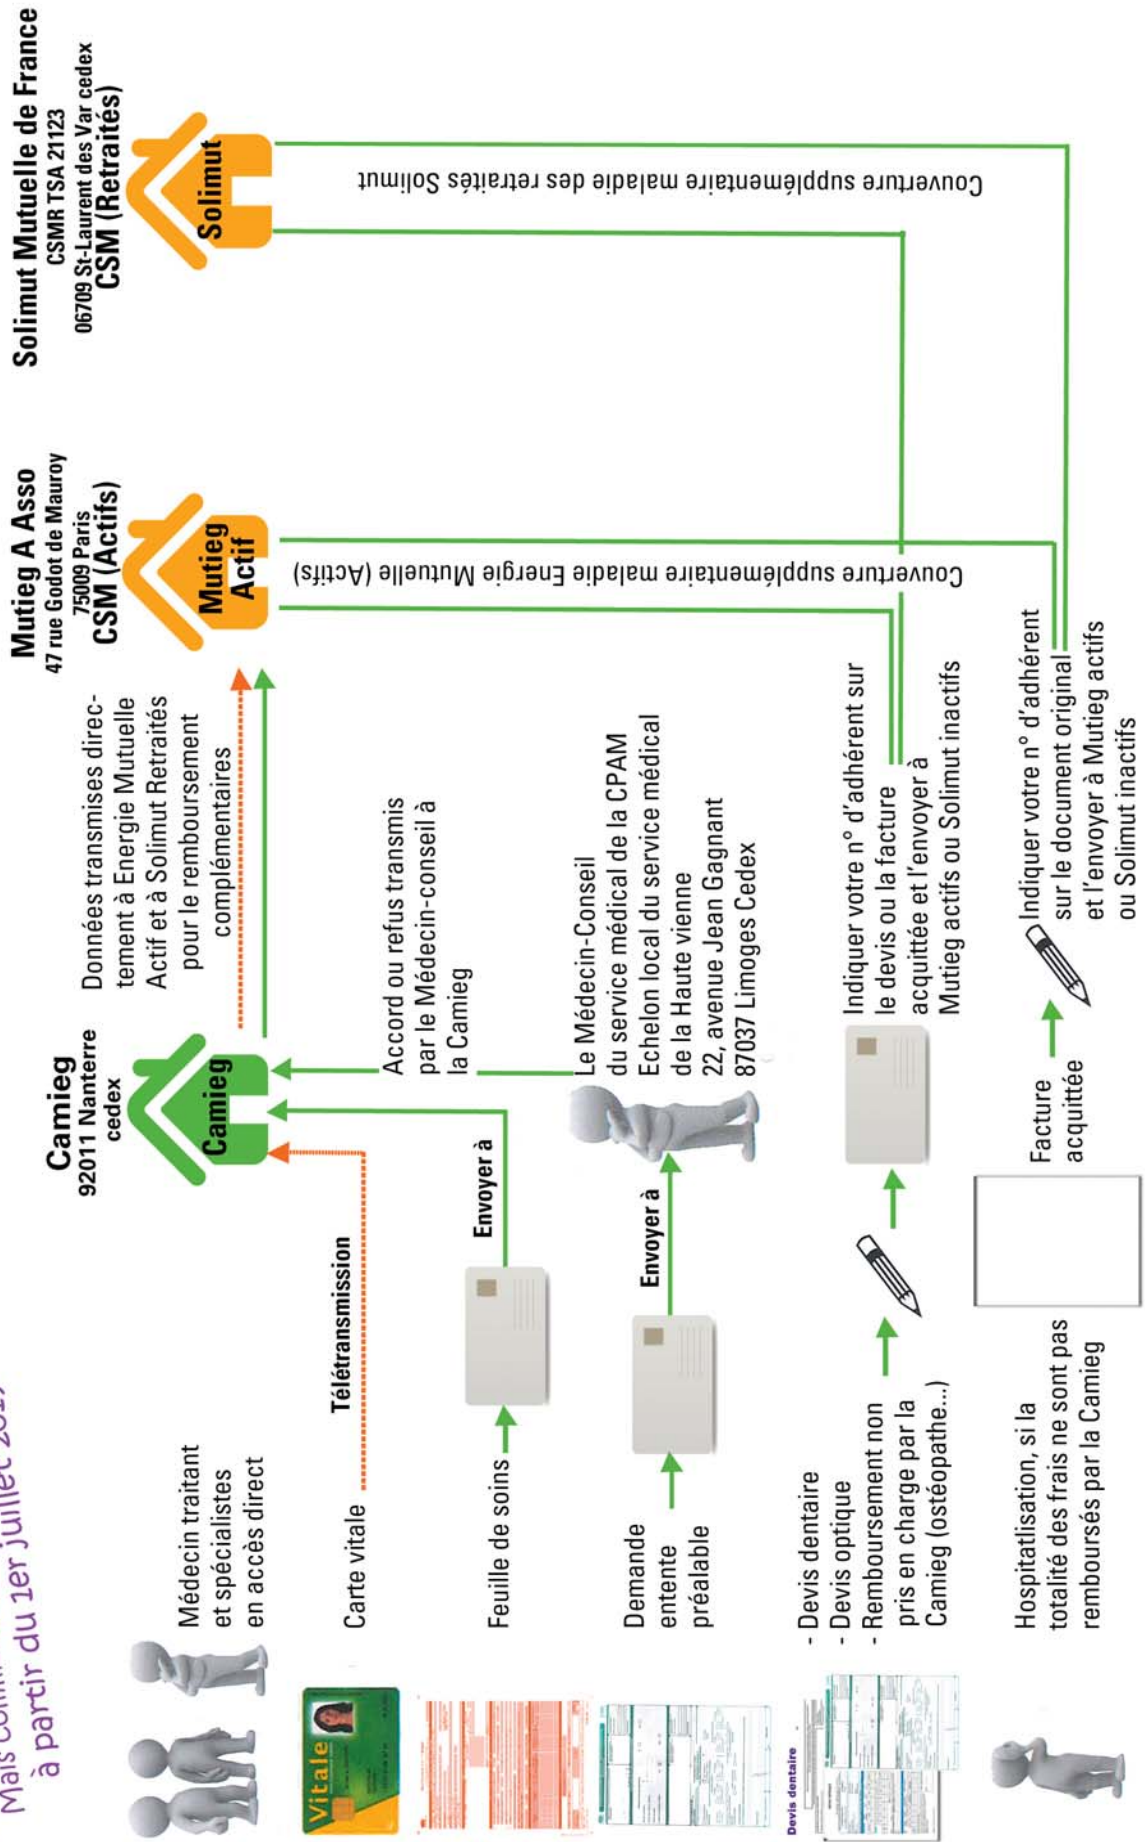 Mais
à partir du 1er juillet
Médecin traitant
et spécialistes
en accès direct
Camieg
92011 Nanterre
cedex
Camieg
Données transmises direc-
tement à Energie Mutuelle
Actif et à Solimut Retraités
pour le remboursement
complémentaires
Mutieg A Asso
47 rue Godot de Mauroy
75009 Paris
CSM (Actifs)
Mutieg
Actif
Solimut Mutuelle de France
CSMR TSA 21123
06709 St-Laurent des Var cedex
CSM (Retraités)
Solimut
Vitale
Carte vitale
Télétransmission
Feuille de soins
Envoyer à
Accord ou refus transmis
par le Médecin-conseil à
la Camieg
Demande
entente
préalable
Envoyer à
Le Médecin-Conseil
du service médical de la CPAM
Echelon local du service médical
de la Haute vienne
22, avenue Jean Gagnant
87037 Limoges Cedex
Couverture supplémentaire maladie Energie Mutuelle (Actifs)
Couverture supplémentaire maladie des retraités Solimut
Devis dentaire
- Devis dentaire
- Devis optique
- Remboursement non
pris en charge par la
Camieg (ostéopathe...)
Indiquer votre n° d'adhérent sur
le devis ou la facture
acquittée et l'envoyer à
Mutieg actifs ou Solimut inactifs
Hospitatlisation, si la
totalité des frais ne sont pas
remboursés par la Camieg
Facture
acquittée
Indiquer votre n° d'adhérent
sur le document original
et l'envoyer à Mutieg actifs
ou Solimut inactifs